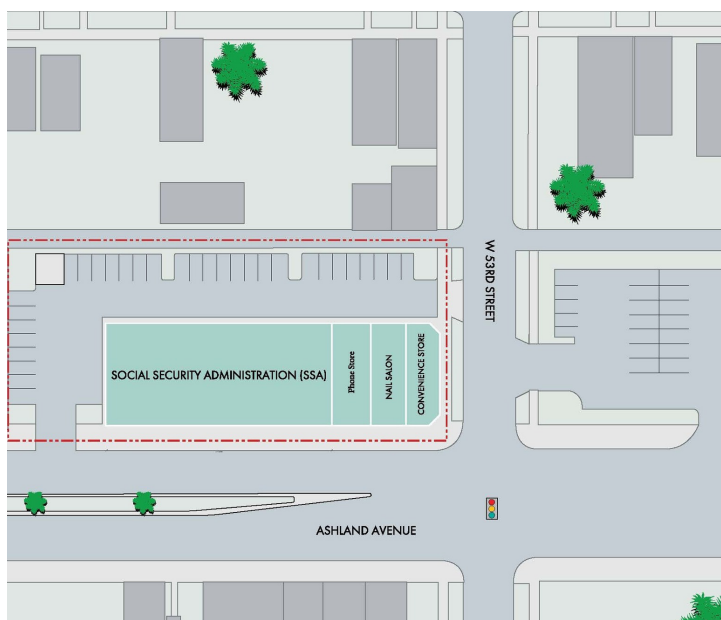 W 53RD STREET
SOCIAL SECURITY ADMINISTRATION (SSA)
Phone Store
NAIL SALON
CONVENIENCE STORE
ASHLAND AVENUE